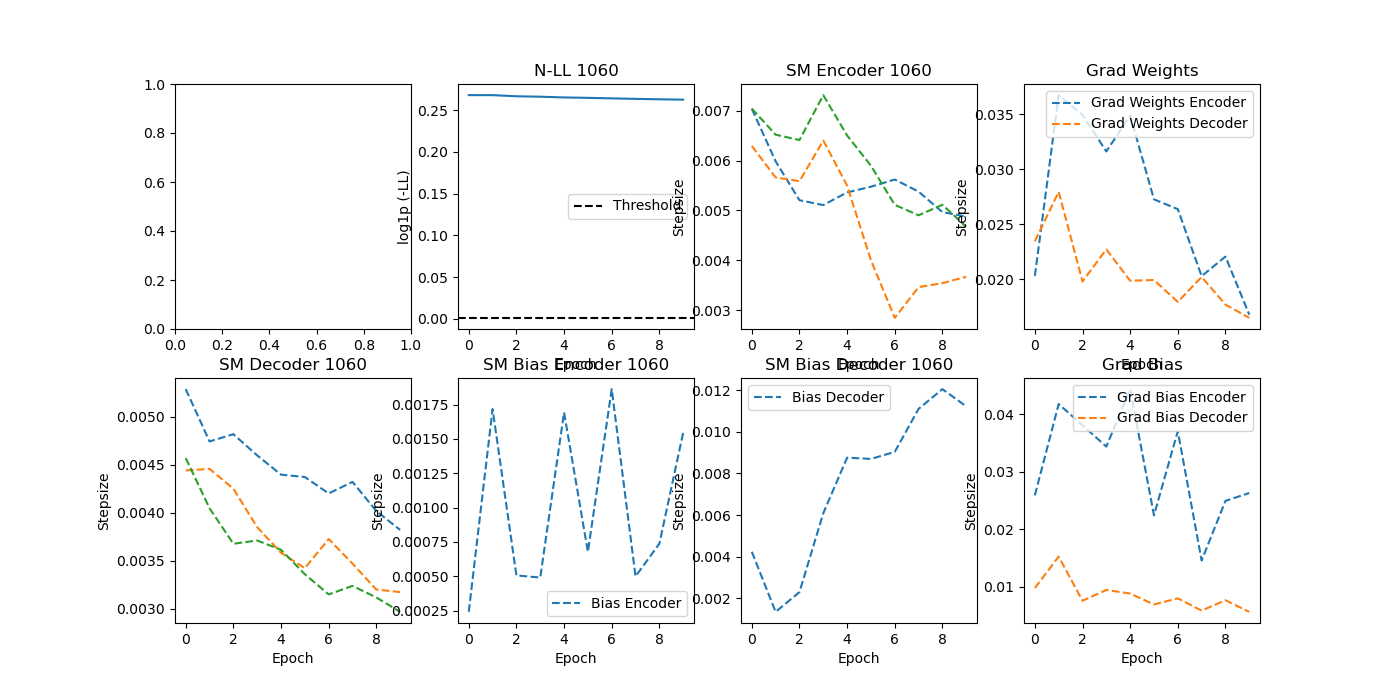 1.0
0.8
0.6
0.4
0.2
0.0
0.0 0.2 0.4 0.6 0.8 1.0
N-LL 1060
log1p (-LL)
0.25
0.20
0.15
0.10
0.05
0.00
Threshold
0 2 4 6 8
Epoch
SM Encoder 1060
Stepsize
0.007
0.006
0.005
0.004
0.003
0 2 4 6 8
Epoch
Grad Weights
Stepsize
0.035
0.030
0.025
0.020
Grad Weights Encoder
Grad Weights Decoder
0 2 4 6 8
Epoch
SM Decoder 1060
Stepsize
0.0050
0.0045
0.0040
0.0035
0.0030
0 2 4 6 8
Epoch
SM Bias Encoder 1060
Stepsize
0.00175
0.00150
0.00125
0.00100
0.00075
0.00050
0.00025
Bias Encoder
0 2 4 6 8
Epoch
SM Bias Decoder 1060
Stepsize
0.012
0.010
0.008
0.006
0.004
0.002
Bias Decoder
0 2 4 6 8
Epoch
Grad Bias
Stepsize
0.04
0.03
0.02
0.01
Grad Bias Encoder
Grad Bias Decoder
0 2 4 6 8
Epoch